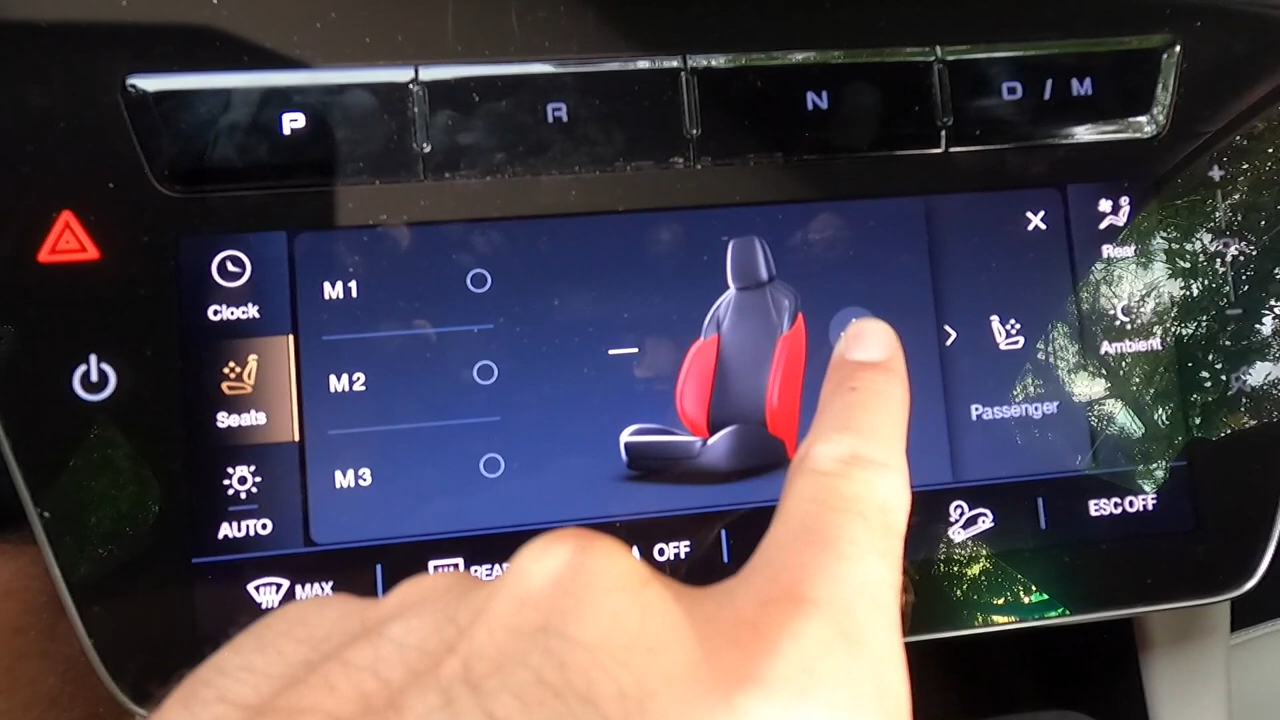 P
R
N
D / M
Clock
Seats
AUTO
M1
M2
M3
Rear
Ambient
Passenger
MAX
OFF
ESC OFF